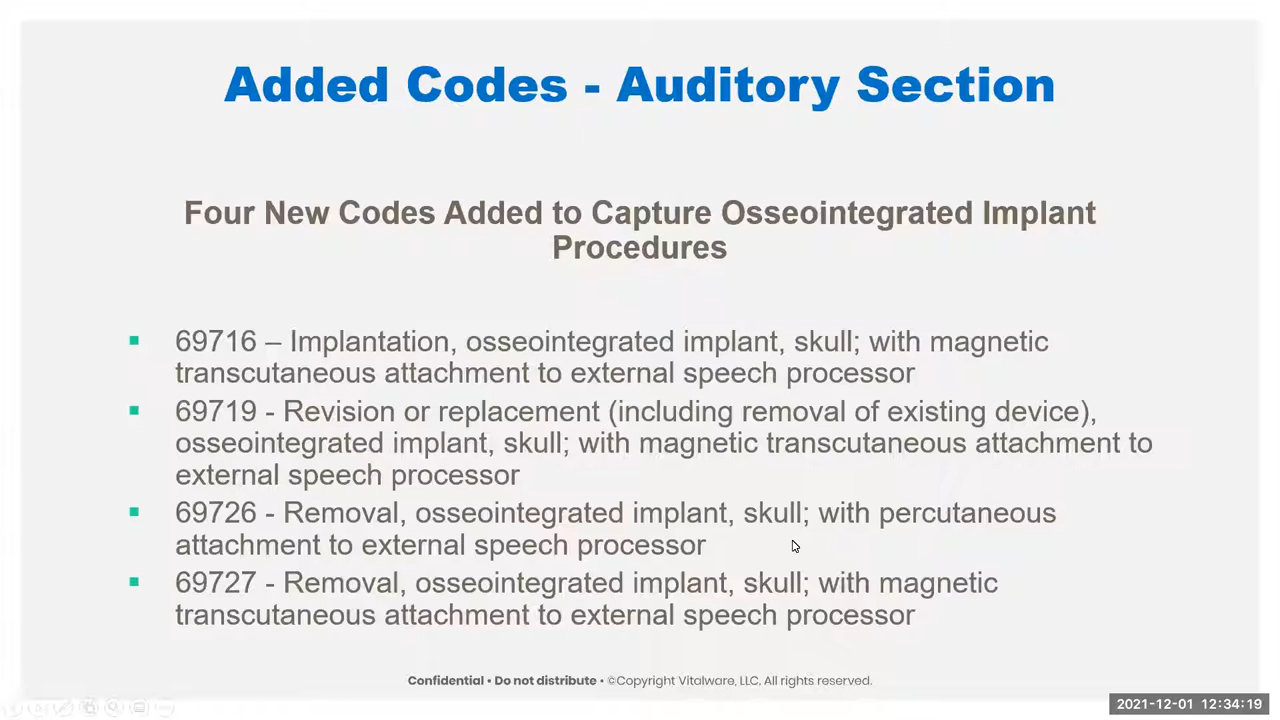 Added Codes - Auditory Section
Four New Codes Added to Capture Osseointegrated Implant
Procedures
▪ 69716 – Implantation, osseointegrated implant, skull; with magnetic
transcutaneous attachment to external speech processor
▪ 69719 - Revision or replacement (including removal of existing device),
osseointegrated implant, skull; with magnetic transcutaneous attachment to
external speech processor
▪ 69726 - Removal, osseointegrated implant, skull; with percutaneous
attachment to external speech processor
▪ 69727 - Removal, osseointegrated implant, skull; with magnetic
transcutaneous attachment to external speech processor
Confidential • Do not distribute • ©Copyright Vitalware, LLC. All rights reserved.
2021-12-01 12:34:19